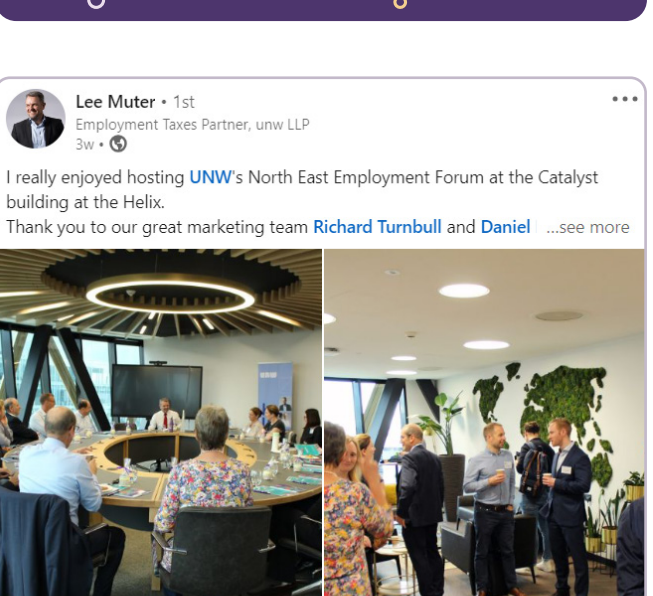 Lee Muter • 1st
Employment Taxes Partner, unw LLP
3w •
I really enjoyed hosting UNW's North East Employment Forum at the Catalyst
building at the Helix.
Thank you to our great marketing team Richard Turnbull and Daniel ...see more